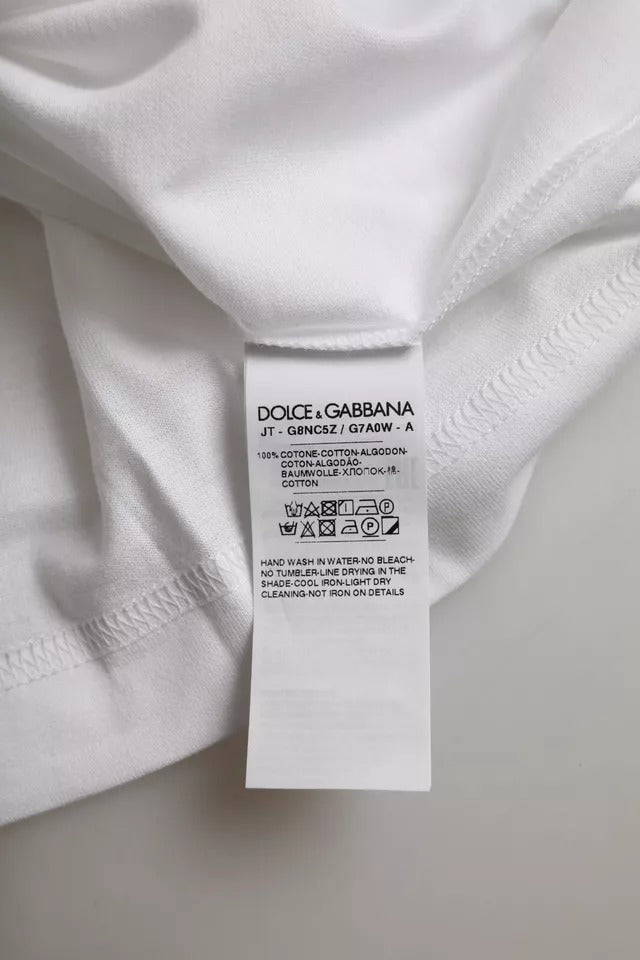 DOLCE & GABBANA
JT - G8NC5Z / G7A0W - A
100% COTONE-COTTON-ALGODON-
COTON-ALGODÃO-
BAUMWOLLE-ХЛОПОК-棉-
COTTON
HAND WASH IN WATER-NO BLEACH-
NO TUMBLER-LINE DRYING IN THE
SHADE-COOL IRON-LIGHT DRY
CLEANING-NOT IRON ON DETAILS